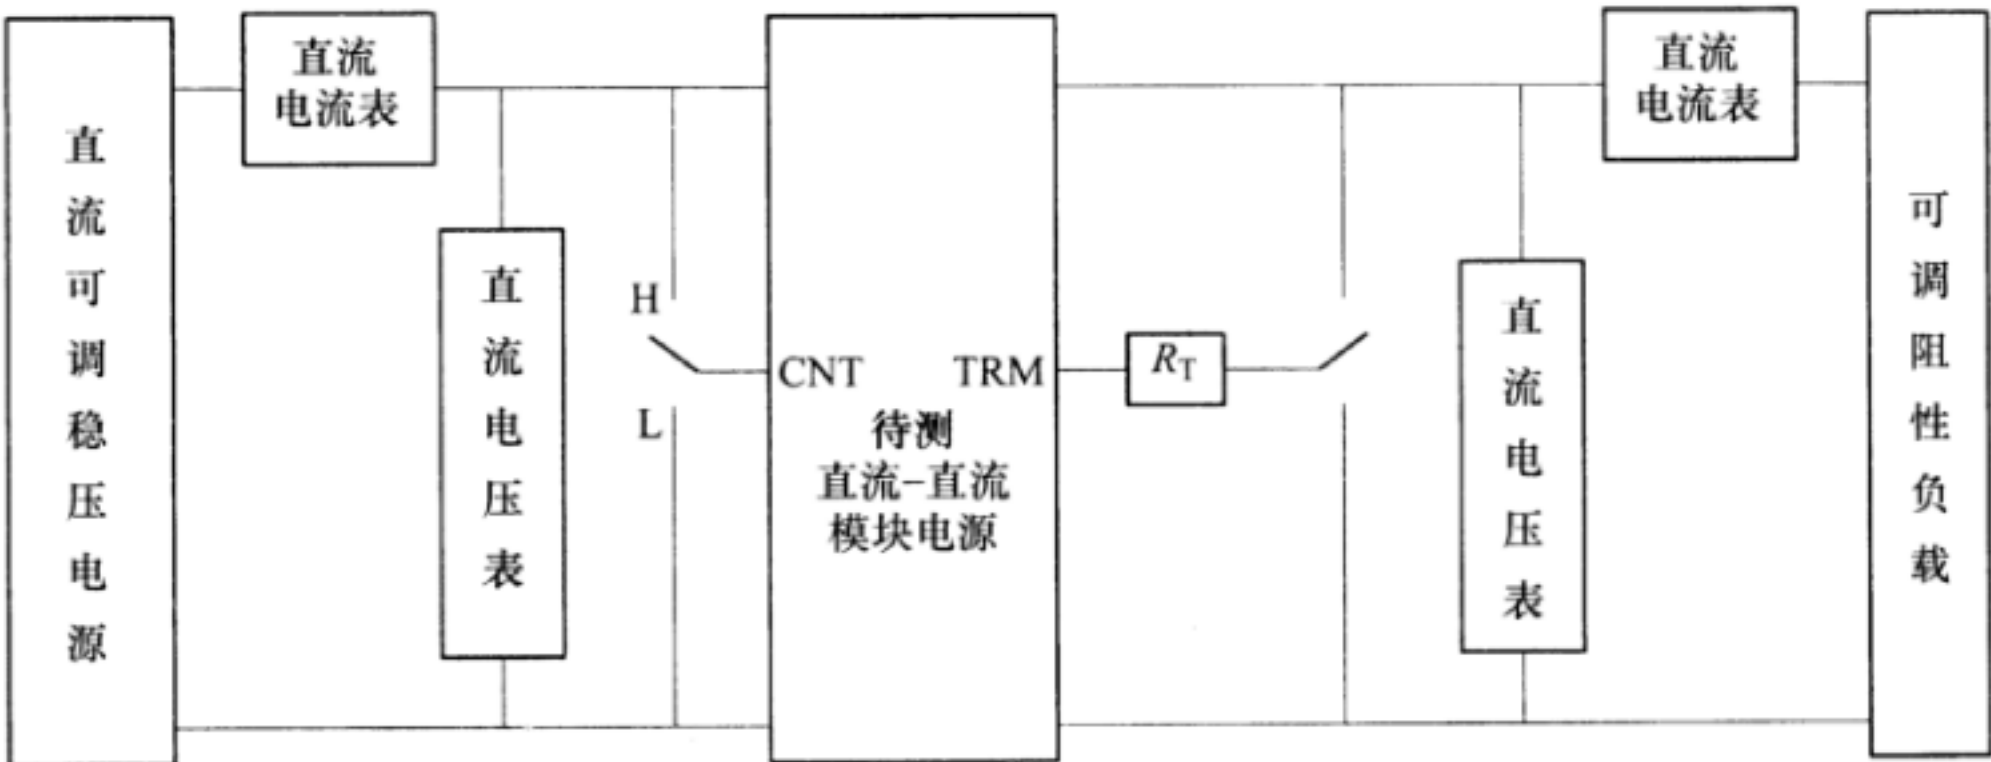 直流可调稳压电源
直流
电流表
直流电压表
H
L
CNT
TRM
待测
直流-直流
模块电源
R_T
直流电压表
直流
电流表
可调阻性负载